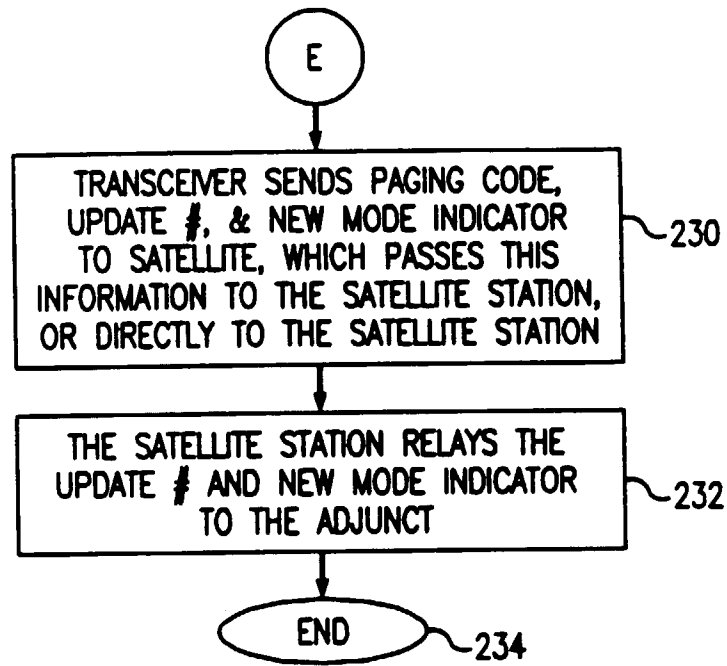 E
TRANSCEIVER SENDS PAGING CODE,
UPDATE #, & NEW MODE INDICATOR
TO SATELLITE, WHICH PASSES THIS
INFORMATION TO THE SATELLITE STATION,
OR DIRECTLY TO THE SATELLITE STATION
230
THE SATELLITE STATION RELAYS THE
UPDATE # AND NEW MODE INDICATOR
TO THE ADJUNCT
232
END
234